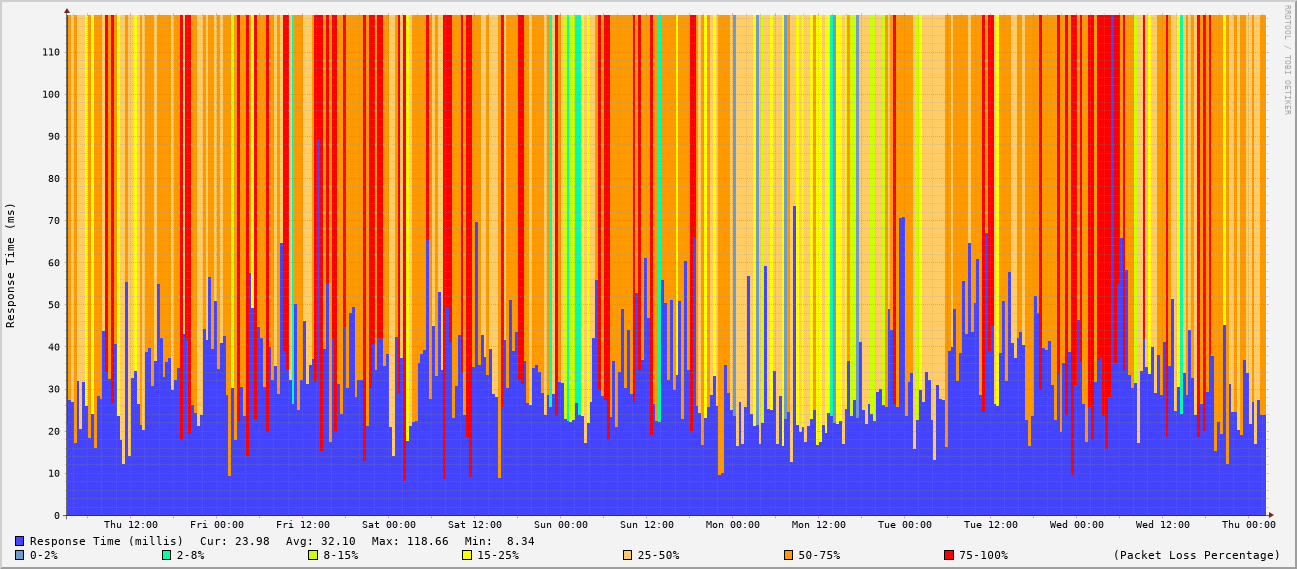 RRDTOOL / TOBI OETIKER
Response Time (ms)
110
100
90
80
70
60
50
40
30
20
10
0
Thu 12:00 Fri 00:00 Fri 12:00 Sat 00:00 Sat 12:00 Sun 00:00 Sun 12:00 Mon 00:00 Mon 12:00 Tue 00:00 Tue 12:00 Wed 00:00 Wed 12:00 Thu 00:00
Response Time (millis) Cur: 23.98 Avg: 32.10 Max: 118.66 Min: 8.34
0-2% 2-8% 8-15% 15-25% 25-50% 50-75% 75-100% (Packet Loss Percentage)